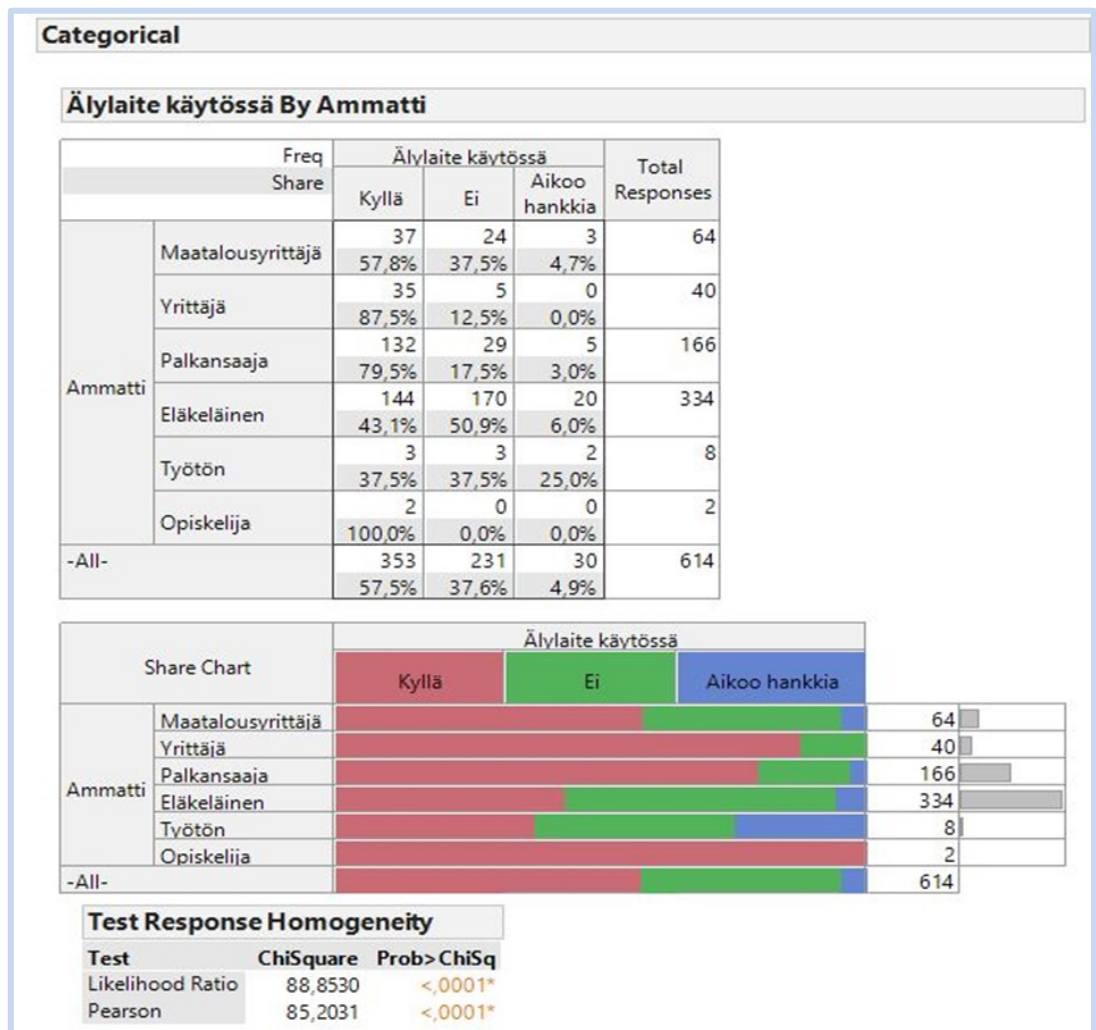 Categorical
Älylaite käytössä By Ammatti
Freq Älylaite käytössä Total Responses
Share Kyllä Ei Aikoo hankkia
Ammatti
Maatalousyrittäjä 37 24 3 64
57,8% 37,5% 4,7%
Yrittäjä 35 5 0 40
87,5% 12,5% 0,0%
Palkansaaja 132 29 5 166
79,5% 17,5% 3,0%
Eläkeläinen 144 170 20 334
43,1% 50,9% 6,0%
Työtön 3 3 2 8
37,5% 37,5% 25,0%
Opiskelija 2 0 0 2
100,0% 0,0% 0,0%
-All- 353 231 30 614
57,5% 37,6% 4,9%
Share Chart Älylaite käytössä
Kyllä Ei Aikoo hankkia
Ammatti
Maatalousyrittäjä 64
Yrittäjä 40
Palkansaaja 166
Eläkeläinen 334
Työtön 8
Opiskelija 2
-All- 614
Test Response Homogeneity
Test ChiSquare Prob>ChiSq
Likelihood Ratio 88,8530 <,0001*
Pearson 85,2031 <,0001*